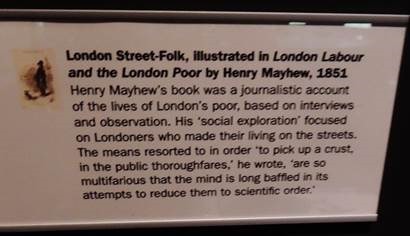 London Street-Folk, illustrated in London Labour
and the London Poor by Henry Mayhew, 1851
Henry Mayhew's book was a journalistic account
of the lives of London's poor, based on interviews
and observation. His 'social exploration' focused
on Londoners who made their living on the streets.
The means resorted to in order 'to pick up a crust,
in the public thoroughfares,' he wrote, 'are so
multifarious that the mind is long baffled in its
attempts to reduce them to scientific order.'